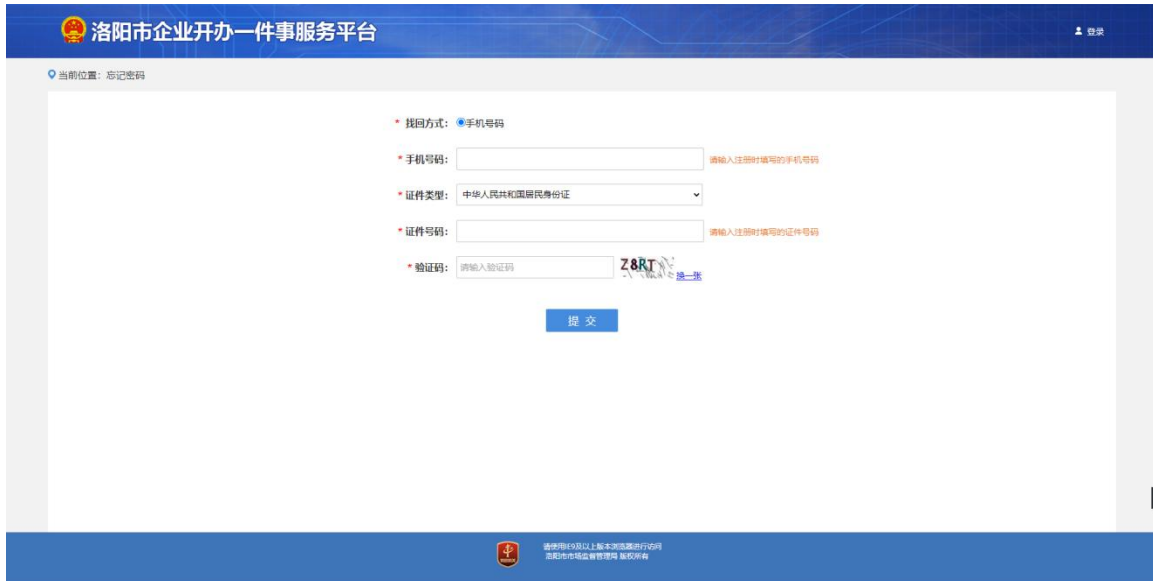 洛阳市企业开办一件事服务平台
登录
当前位置：忘记密码
* 找回方式： 手机号码
* 手机号码： 请输入注册时填写的手机号码
* 证件类型： 中华人民共和国居民身份证
* 证件号码： 请输入注册时填写的证件号码
* 验证码： 请输入验证码 Z8RT 换一张
提 交
请使用IE9及以上版本浏览器进行访问
洛阳市市场监督管理局 版权所有